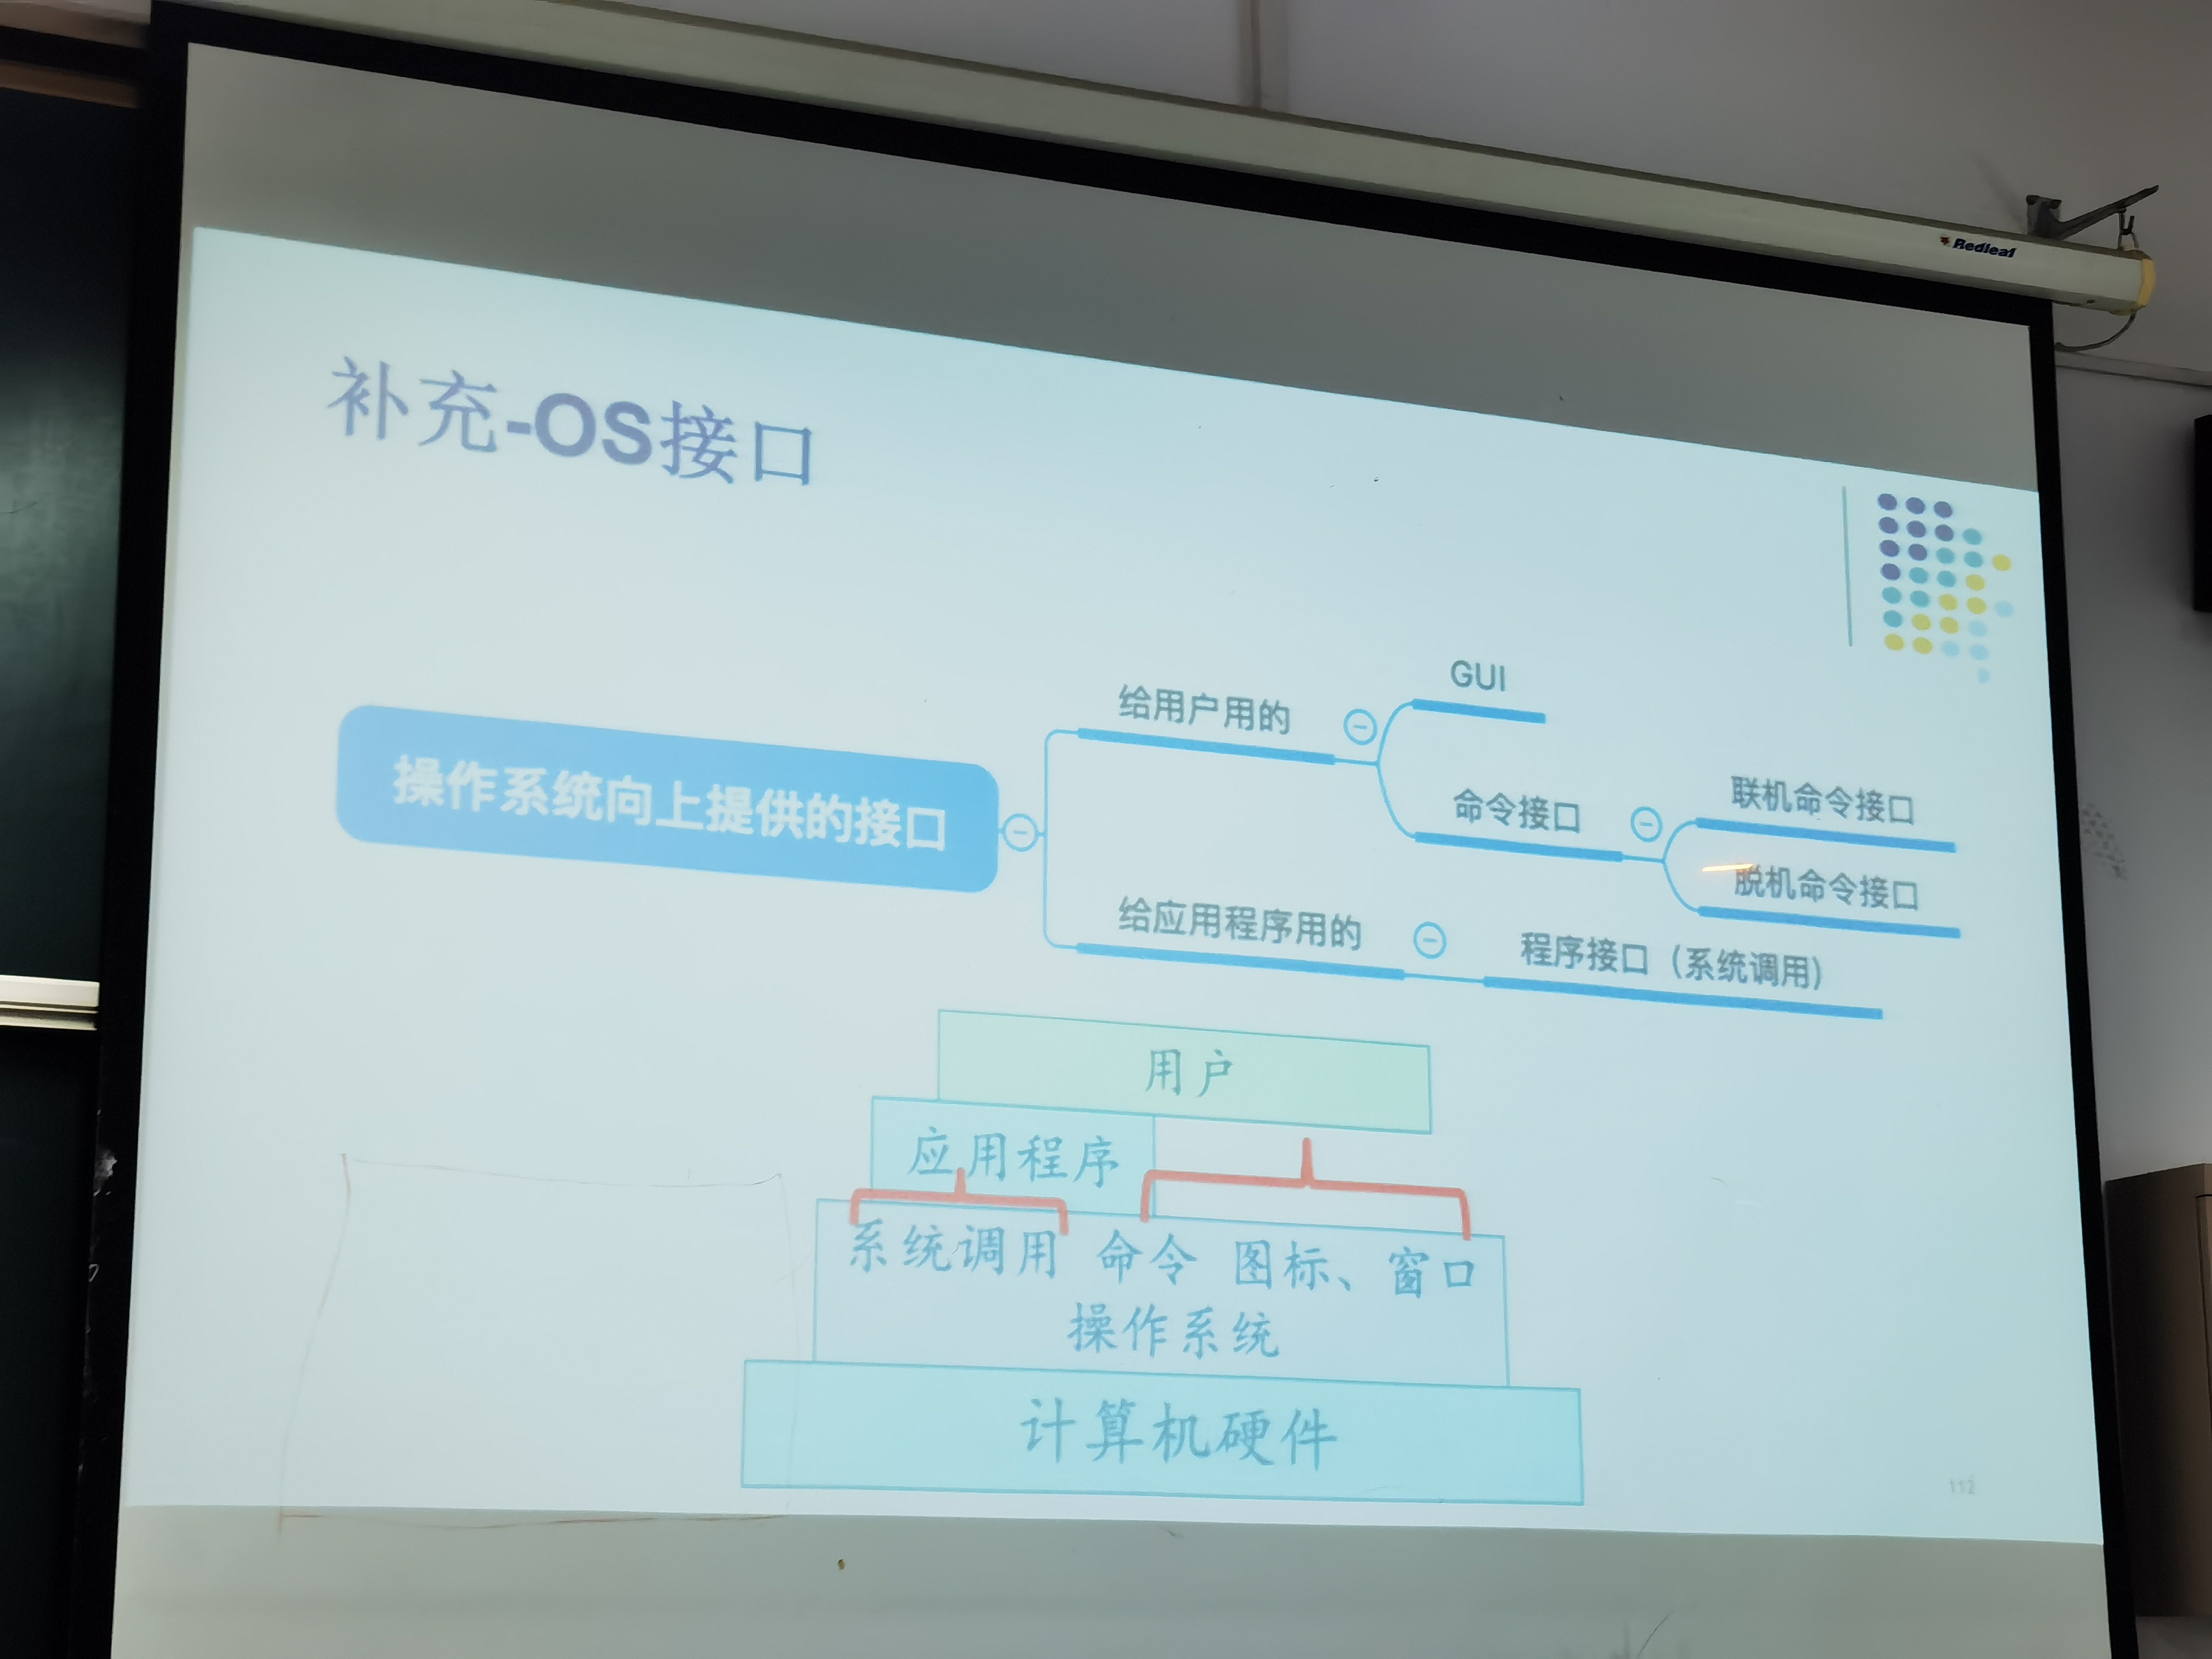 Redleaf
补充-OS接口
操作系统向上提供的接口
给用户用的
GUI
命令接口
联机命令接口
脱机命令接口
给应用程序用的
程序接口（系统调用）
用户
应用程序
系统调用 命令 图标、窗口
操作系统
计算机硬件
112